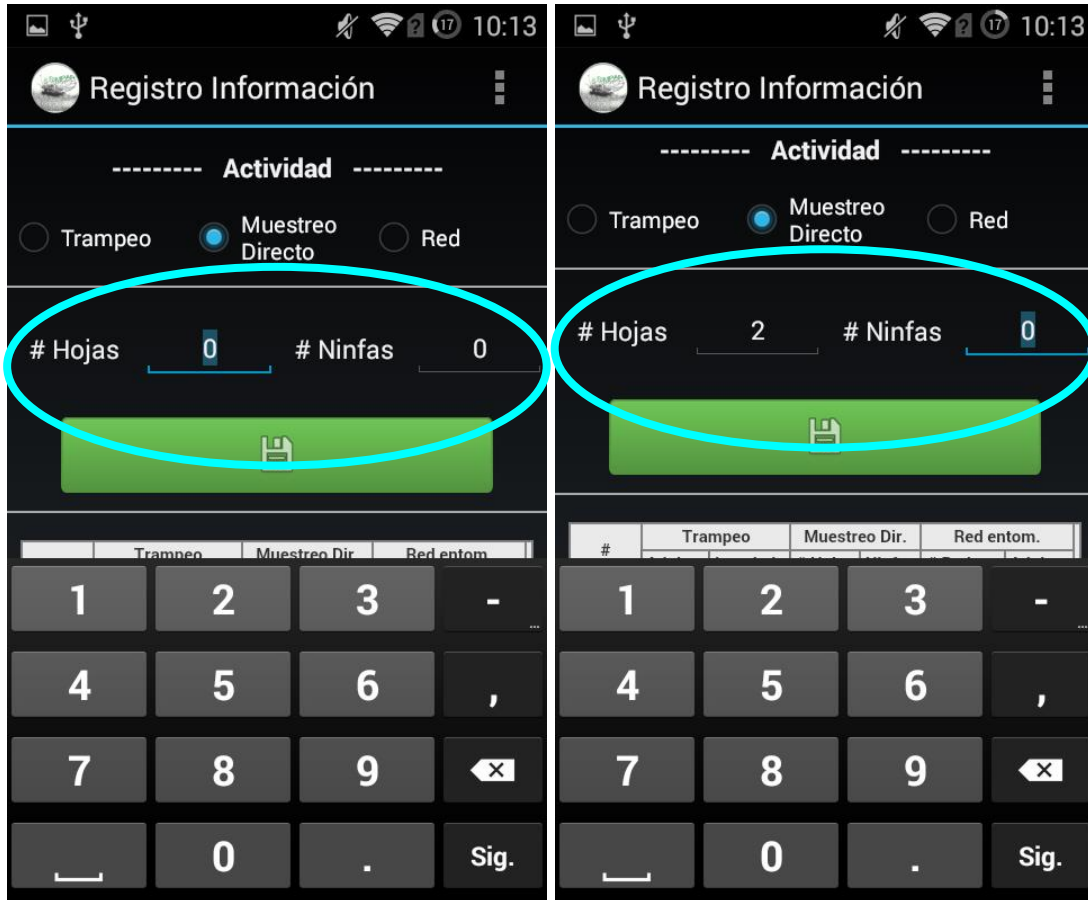 10:13
Registro Información
--------- Actividad ---------
Trampeo
Muestreo
Directo
Red
# Hojas 0 # Ninfas 0
Trampeo Muestreo Dir. Red entom.
1 2 3 -
...
4 5 6 ,
7 8 9
0 . Sig.
10:13
Registro Información
--------- Actividad ---------
Trampeo
Muestreo
Directo
Red
# Hojas 2 # Ninfas 0
# Trampeo Muestreo Dir. Red entom.
1 2 3 -
...
4 5 6 ,
7 8 9
0 . Sig.